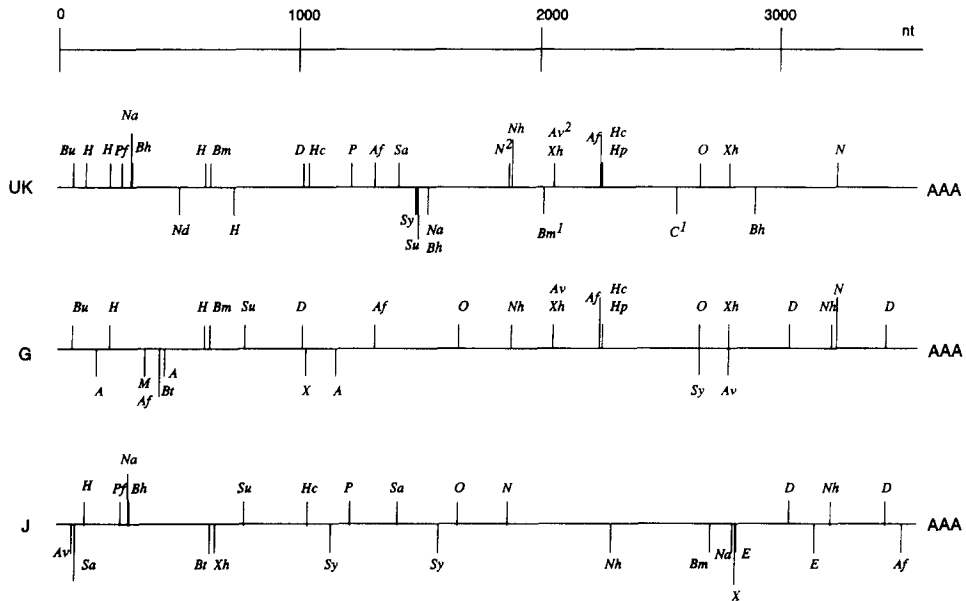 0 1000 2000 3000
nt
Na Nh Av² Af Hc
Bu H H Pf Bh H Bm D Hc P Af Sa N² Xh Hp O Xh N
UK AAA
Nd H Sy Na Bm¹ C¹ Bh
Su Bh
Av Af Hc N
Bu H H Bm Su D Af O Nh Xh Hp O Xh D Nh D
G AAA
A M A X A Sy Av
Af Bt
Na
H Pf Bh Su Hc P Sa O N D Nh D
J AAA
Av Sa Bt Xh Sy Sy Nh Bm Nd E E Af
X